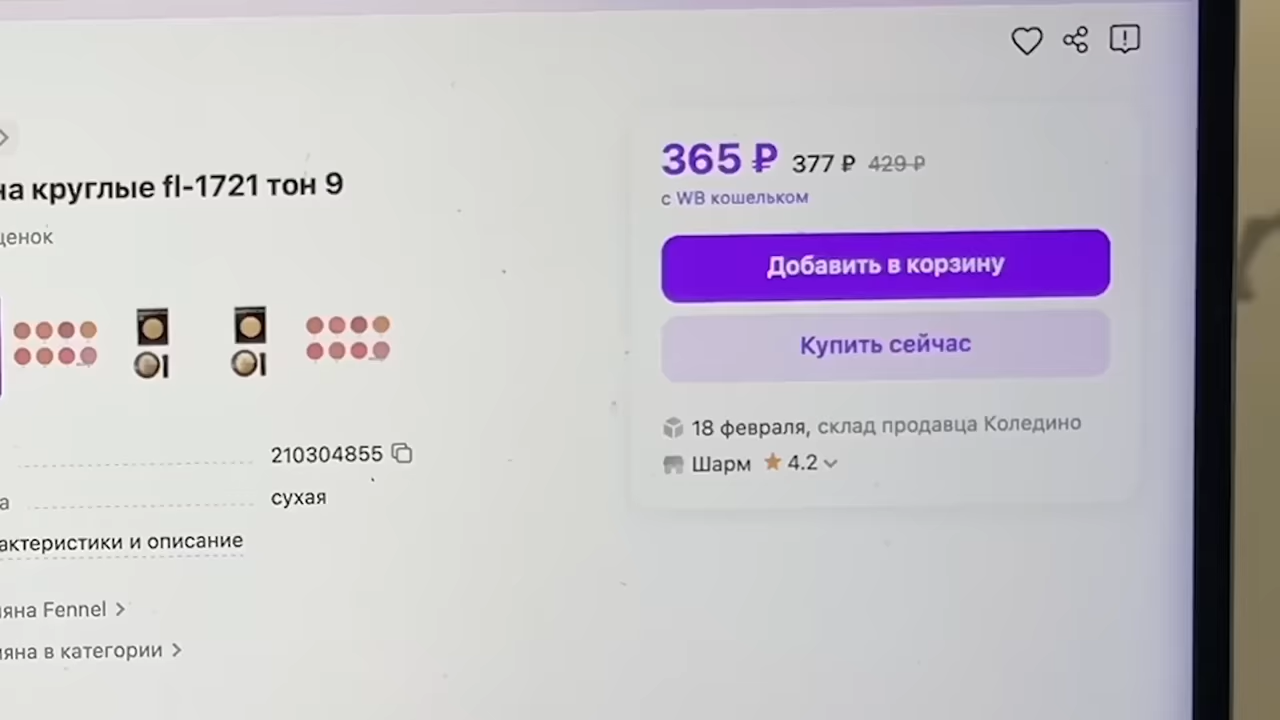 365 ₽ 377 ₽ 429 ₽
с WB кошельком
на круглые fl-1721 тон 9
ценок
Добавить в корзину
Купить сейчас
18 февраля, склад продавца Коледино
Шарм 4.2
210304855
а сухая
актеристики и описание
яна Fennel
яна в категории